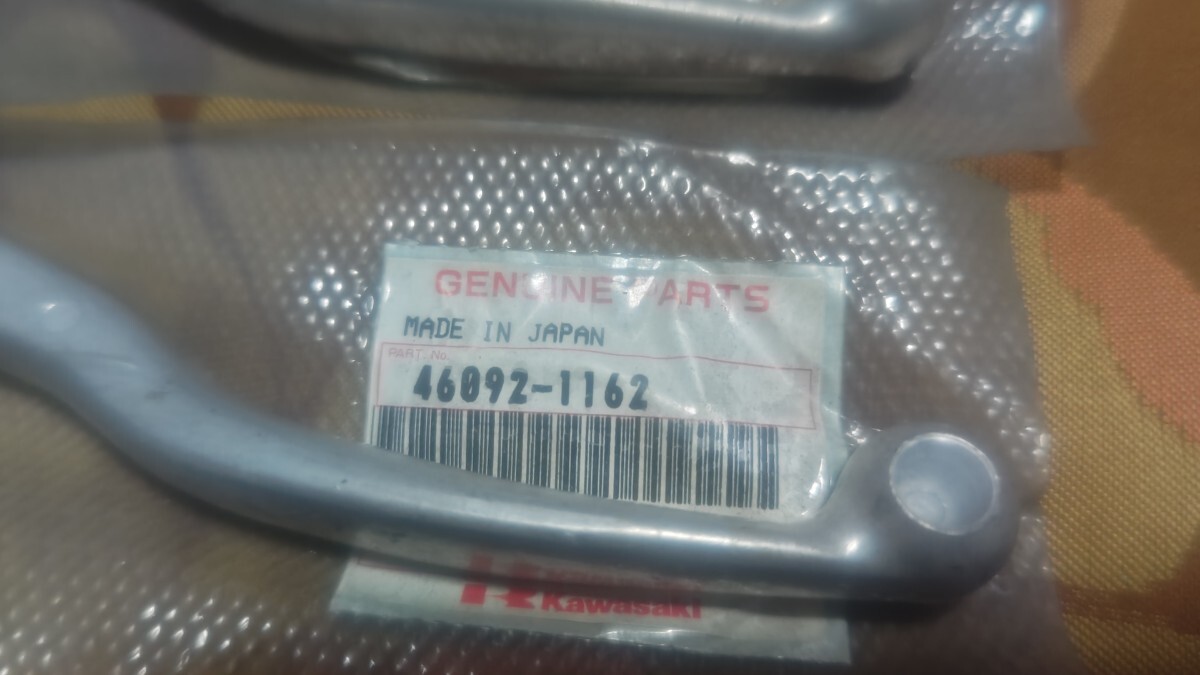 GENUINE PARTS
MADE IN JAPAN
PART No.
46092-1162
Kawasaki